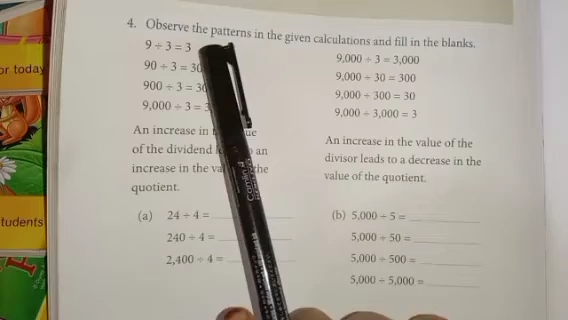 4. Observe the patterns in the given calculations and fill in the blanks.
9 ÷ 3 = 3
90 ÷ 3 = 30
900 ÷ 3 = 30
9,000 ÷ 3 = 3
An increase in
of the dividend an
increase in the the
quotient.
9,000 ÷ 3 = 3,000
9,000 ÷ 30 = 300
9,000 ÷ 300 = 30
9,000 ÷ 3,000 = 3
An increase in the value of the
divisor leads to a decrease in the
value of the quotient.
(a) 24 ÷ 4 =
240 ÷ 4 =
2,400 ÷ 4 =
(b) 5,000 ÷ 5 =
5,000 ÷ 50 =
5,000 ÷ 500 =
5,000 ÷ 5,000 =
or today
tudents